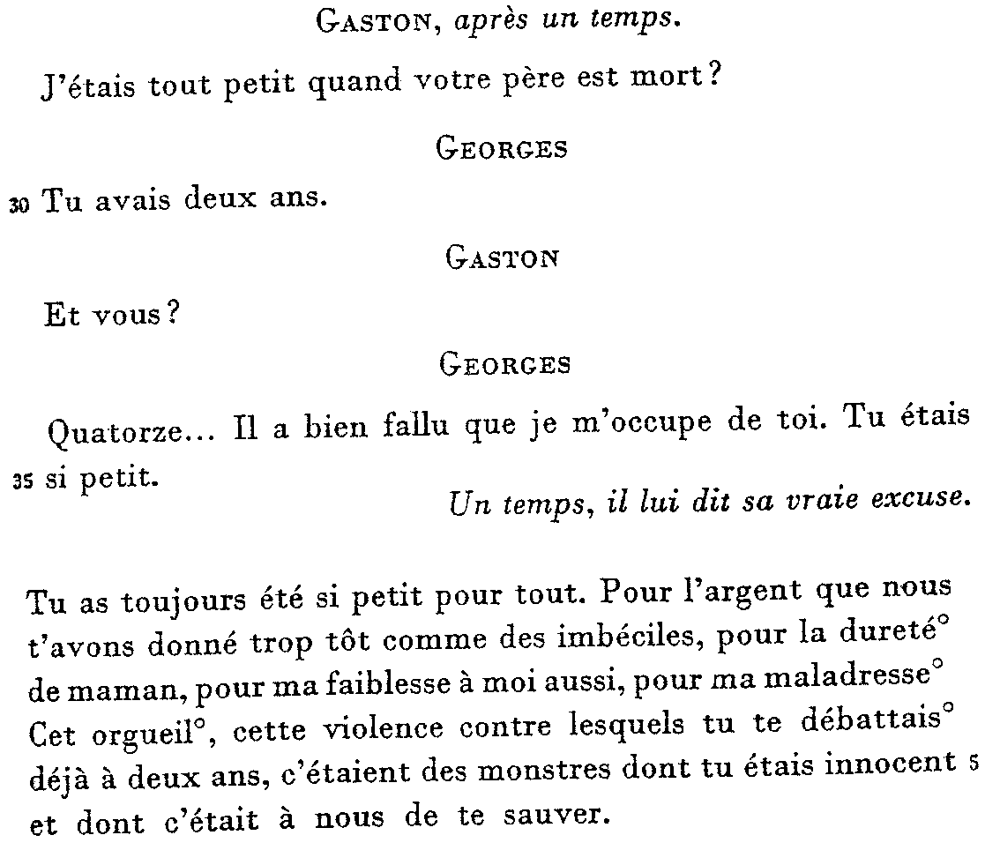 GASTON, après un temps.
J'étais tout petit quand votre père est mort?
GEORGES
30 Tu avais deux ans.
GASTON
Et vous?
GEORGES
Quatorze... Il a bien fallu que je m'occupe de toi. Tu étais
35 si petit.
Un temps, il lui dit sa vraie excuse.
Tu as toujours été si petit pour tout. Pour l'argent que nous
t'avons donné trop tôt comme des imbéciles, pour la dureté°
de maman, pour ma faiblesse à moi aussi, pour ma maladresse°
Cet orgueil°, cette violence contre lesquels tu te débattais°
déjà à deux ans, c'étaient des monstres dont tu étais innocent 5
et dont c'était à nous de te sauver.